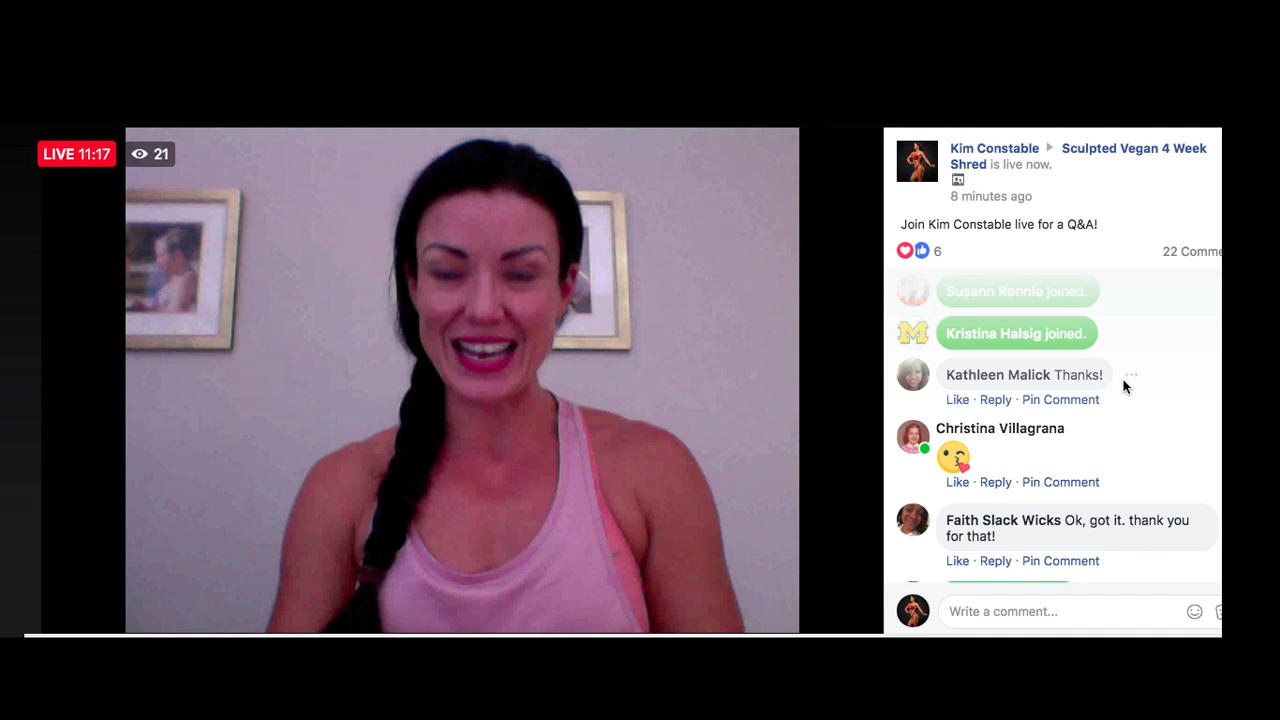 LIVE 11:17
21
Kim Constable Sculpted Vegan 4 Week
Shred is live now.
8 minutes ago
Join Kim Constable live for a Q&A!
6
22 Comme
Susann Rennie joined.
M
Kristina Halsig joined.
Kathleen Malick Thanks!
Like · Reply · Pin Comment
Christina Villagrana
Like · Reply · Pin Comment
Faith Slack Wicks Ok, got it. thank you
for that!
Like · Reply · Pin Comment
Write a comment...